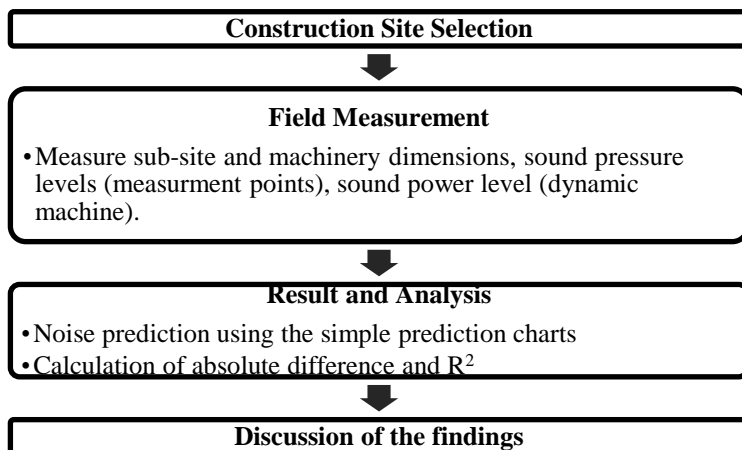 Construction Site Selection
Field Measurement
•Measure sub-site and machinery dimensions, sound pressure
levels (measurment points), sound power level (dynamic
machine).
Result and Analysis
•Noise prediction using the simple prediction charts
•Calculation of absolute difference and R²
Discussion of the findings